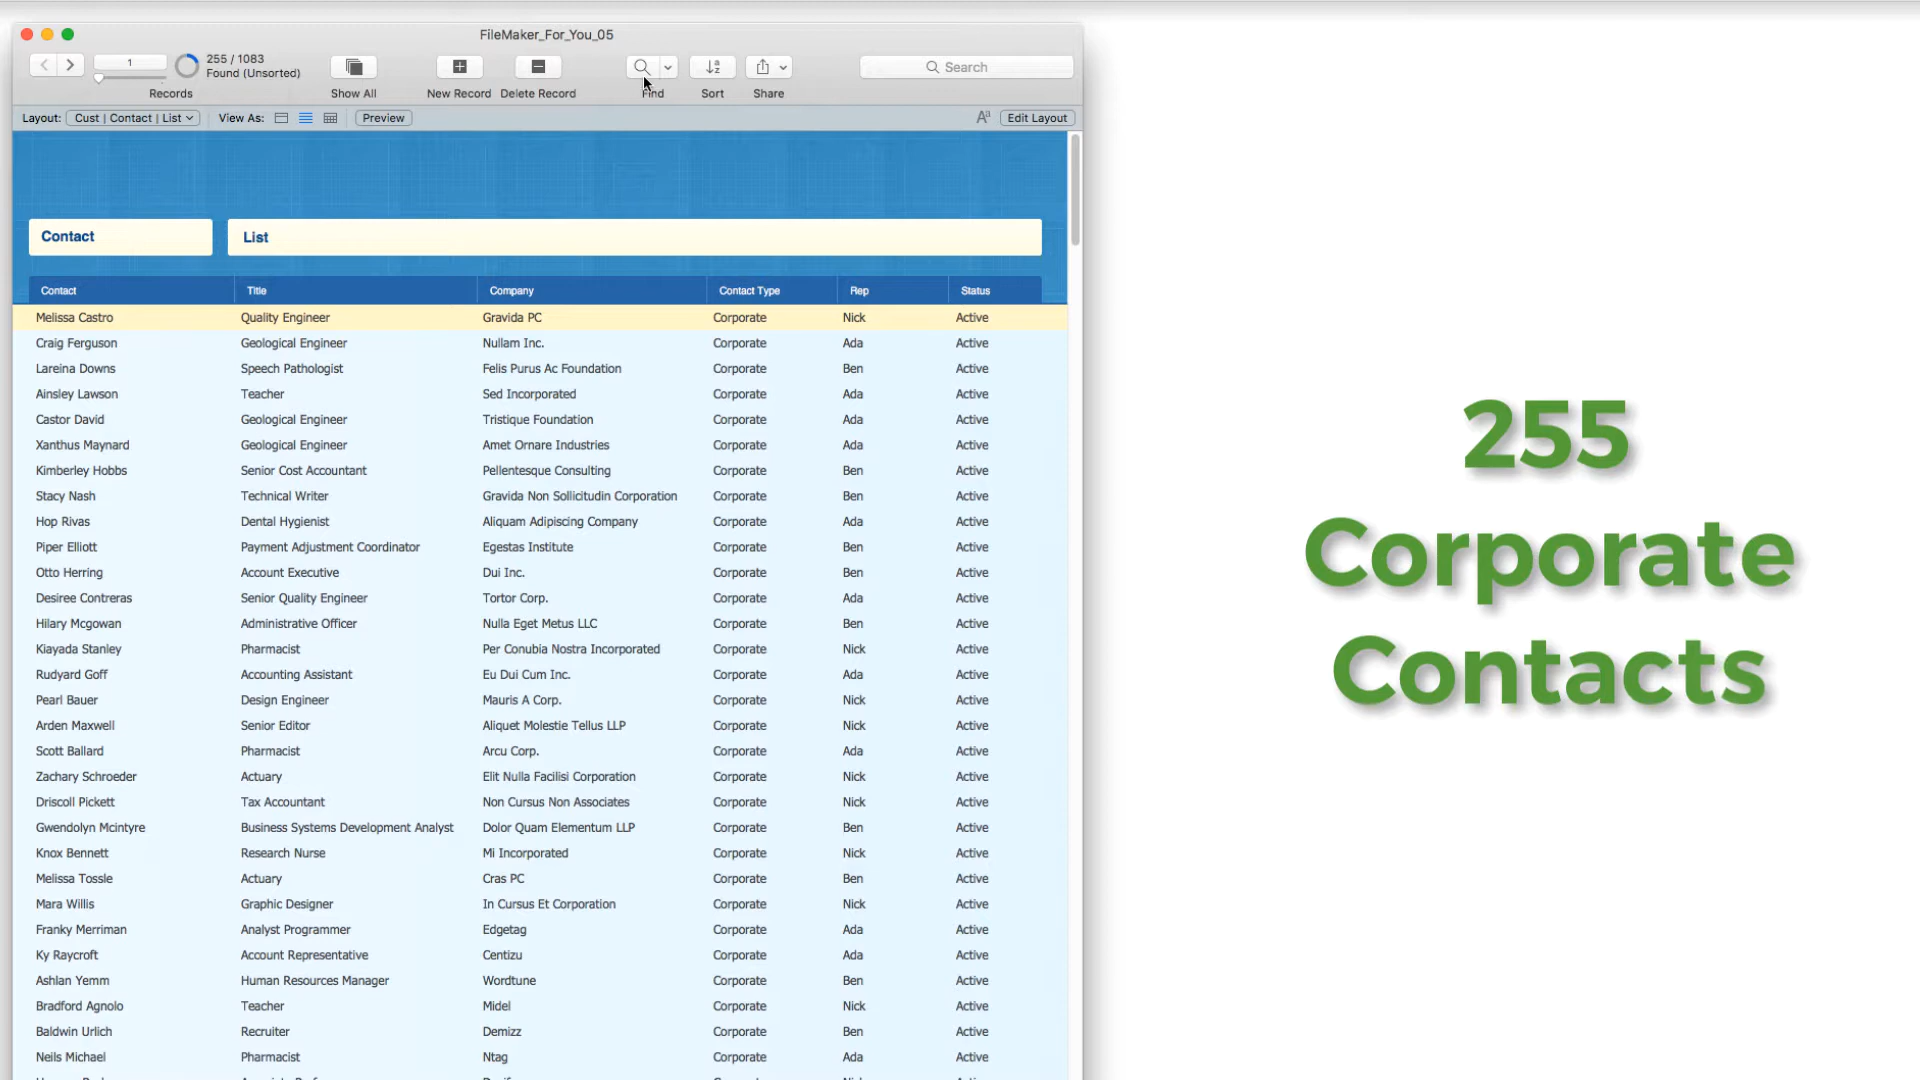 FileMaker_For_You_05
1
255 / 1083
Found (Unsorted)
Search
Records
Show All
New Record
Delete Record
Find
Sort
Share
Layout: Cust | Contact | List View As: Preview Aª Edit Layout
Contact List
Contact Title Company Contact Type Rep Status
Melissa Castro Quality Engineer Gravida PC Corporate Nick Active
Craig Ferguson Geological Engineer Nullam Inc. Corporate Ada Active
Lareina Downs Speech Pathologist Felis Purus Ac Foundation Corporate Ben Active
Ainsley Lawson Teacher Sed Incorporated Corporate Ada Active
Castor David Geological Engineer Tristique Foundation Corporate Ada Active
Xanthus Maynard Geological Engineer Amet Ornare Industries Corporate Ada Active
Kimberley Hobbs Senior Cost Accountant Pellentesque Consulting Corporate Ben Active
Stacy Nash Technical Writer Gravida Non Sollicitudin Corporation Corporate Ben Active
Hop Rivas Dental Hygienist Aliquam Adipiscing Company Corporate Ada Active
Piper Elliott Payment Adjustment Coordinator Egestas Institute Corporate Ben Active
Otto Herring Account Executive Dui Inc. Corporate Ben Active
Desiree Contreras Senior Quality Engineer Tortor Corp. Corporate Ada Active
Hilary Mcgowan Administrative Officer Nulla Eget Metus LLC Corporate Ben Active
Kiayada Stanley Pharmacist Per Conubia Nostra Incorporated Corporate Nick Active
Rudyard Goff Accounting Assistant Eu Dui Cum Inc. Corporate Ada Active
Pearl Bauer Design Engineer Mauris A Corp. Corporate Nick Active
Arden Maxwell Senior Editor Aliquet Molestie Tellus LLP Corporate Nick Active
Scott Ballard Pharmacist Arcu Corp. Corporate Ada Active
Zachary Schroeder Actuary Elit Nulla Facilisi Corporation Corporate Nick Active
Driscoll Pickett Tax Accountant Non Cursus Non Associates Corporate Nick Active
Gwendolyn Mcintyre Business Systems Development Analyst Dolor Quam Elementum LLP Corporate Ben Active
Knox Bennett Research Nurse Mi Incorporated Corporate Nick Active
Melissa Tossle Actuary Cras PC Corporate Ben Active
Mara Willis Graphic Designer In Cursus Et Corporation Corporate Nick Active
Franky Merriman Analyst Programmer Edgetag Corporate Ada Active
Ky Raycroft Account Representative Centizu Corporate Ada Active
Ashlan Yemm Human Resources Manager Wordtune Corporate Ben Active
Bradford Agnolo Teacher Midel Corporate Nick Active
Baldwin Urlich Recruiter Demizz Corporate Ben Active
Neils Michael Pharmacist Ntag Corporate Ada Active
255
Corporate
Contacts